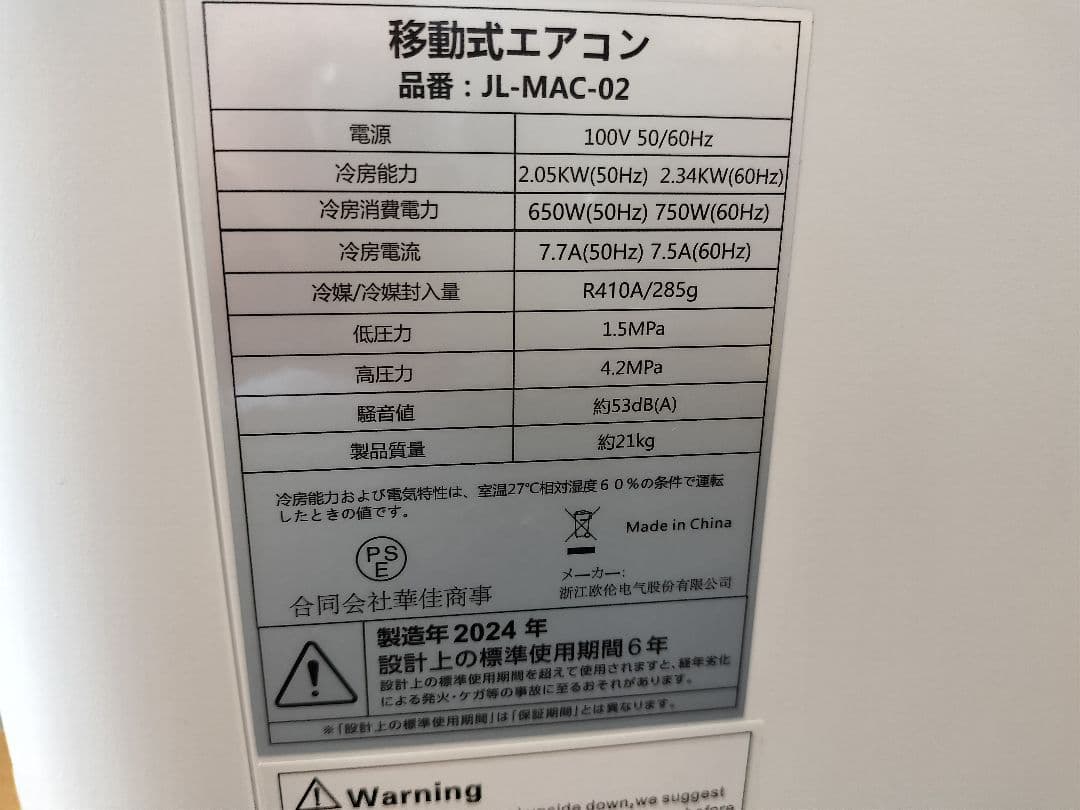 移動式エアコン
品番：JL-MAC-02
電源 100V 50/60Hz
冷房能力 2.05KW(50Hz) 2.34KW(60Hz)
冷房消費電力 650W(50Hz) 750W(60Hz)
冷房電流 7.7A(50Hz) 7.5A(60Hz)
冷媒/冷媒封入量 R410A/285g
低圧力 1.5MPa
高圧力 4.2MPa
騒音値 約53dB(A)
製品質量 約21kg
冷房能力および電気特性は、室温27℃相対湿度６０％の条件で運転
したときの値です。
Made in China
PS
E
メーカー:
合同会社華佳商事 浙江欧伦电气股份有限公司
製造年 2024 年
設計上の標準使用期間６年
設計上の標準使用期間を超えて使用されますと、経年劣化
による発火・ケガ等の事故に至るおそれがあります。
※「設計上の標準使用期間」は「保証期間」とは異なります。
Warning
upside down, we suggest
before